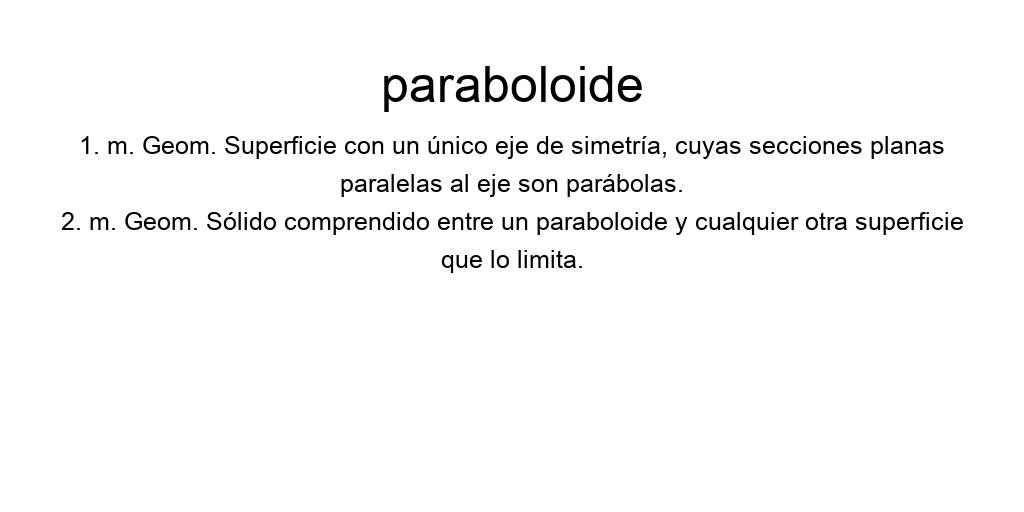 paraboloide
1. m. Geom. Superficie con un único eje de simetría, cuyas secciones planas
paralelas al eje son parábolas.
2. m. Geom. Sólido comprendido entre un paraboloide y cualquier otra superficie
que lo limita.